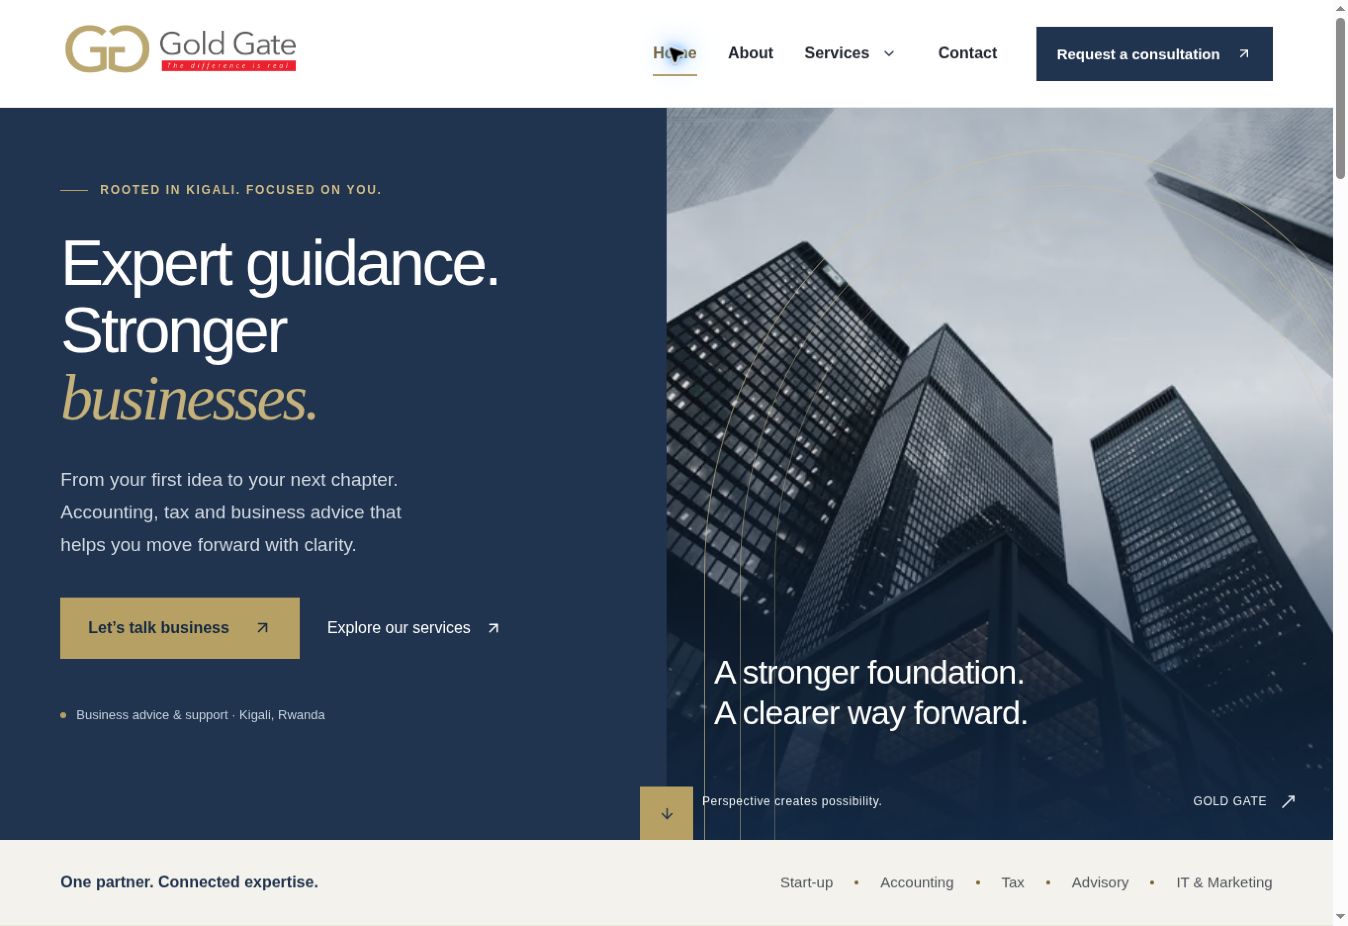 Gold Gate
The difference is real
Home
About
Services
Contact
Request a consultation
ROOTED IN KIGALI. FOCUSED ON YOU.
Expert guidance.
Stronger
businesses.
From your first idea to your next chapter.
Accounting, tax and business advice that
helps you move forward with clarity.
Let’s talk business
Explore our services
Business advice & support · Kigali, Rwanda
A stronger foundation.
A clearer way forward.
Perspective creates possibility.
GOLD GATE
One partner. Connected expertise.
Start-up • Accounting • Tax • Advisory • IT & Marketing